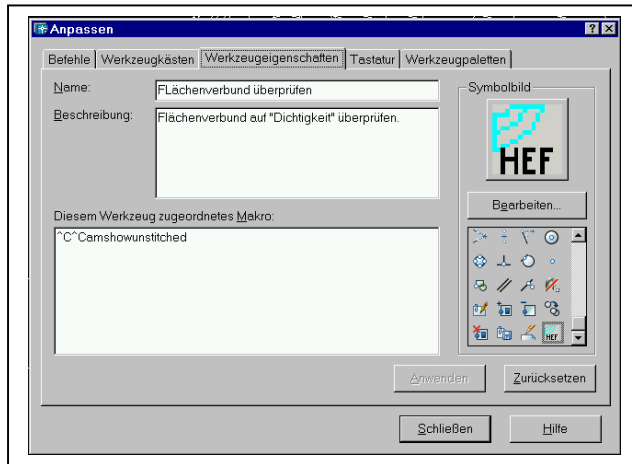 Anpassen
Befehle Werkzeugkästen Werkzeugeigenschaften Tastatur Werkzeugpaletten
Name: FLächenverbund überprüfen
Beschreibung: Flächenverbund auf "Dichtigkeit" überprüfen.
Symbolbild
HEF
Bearbeiten...
Diesem Werkzeug zugeordnetes Makro:
^C^Camshowunstitched
HEF
Anwenden Zurücksetzen
Schließen Hilfe